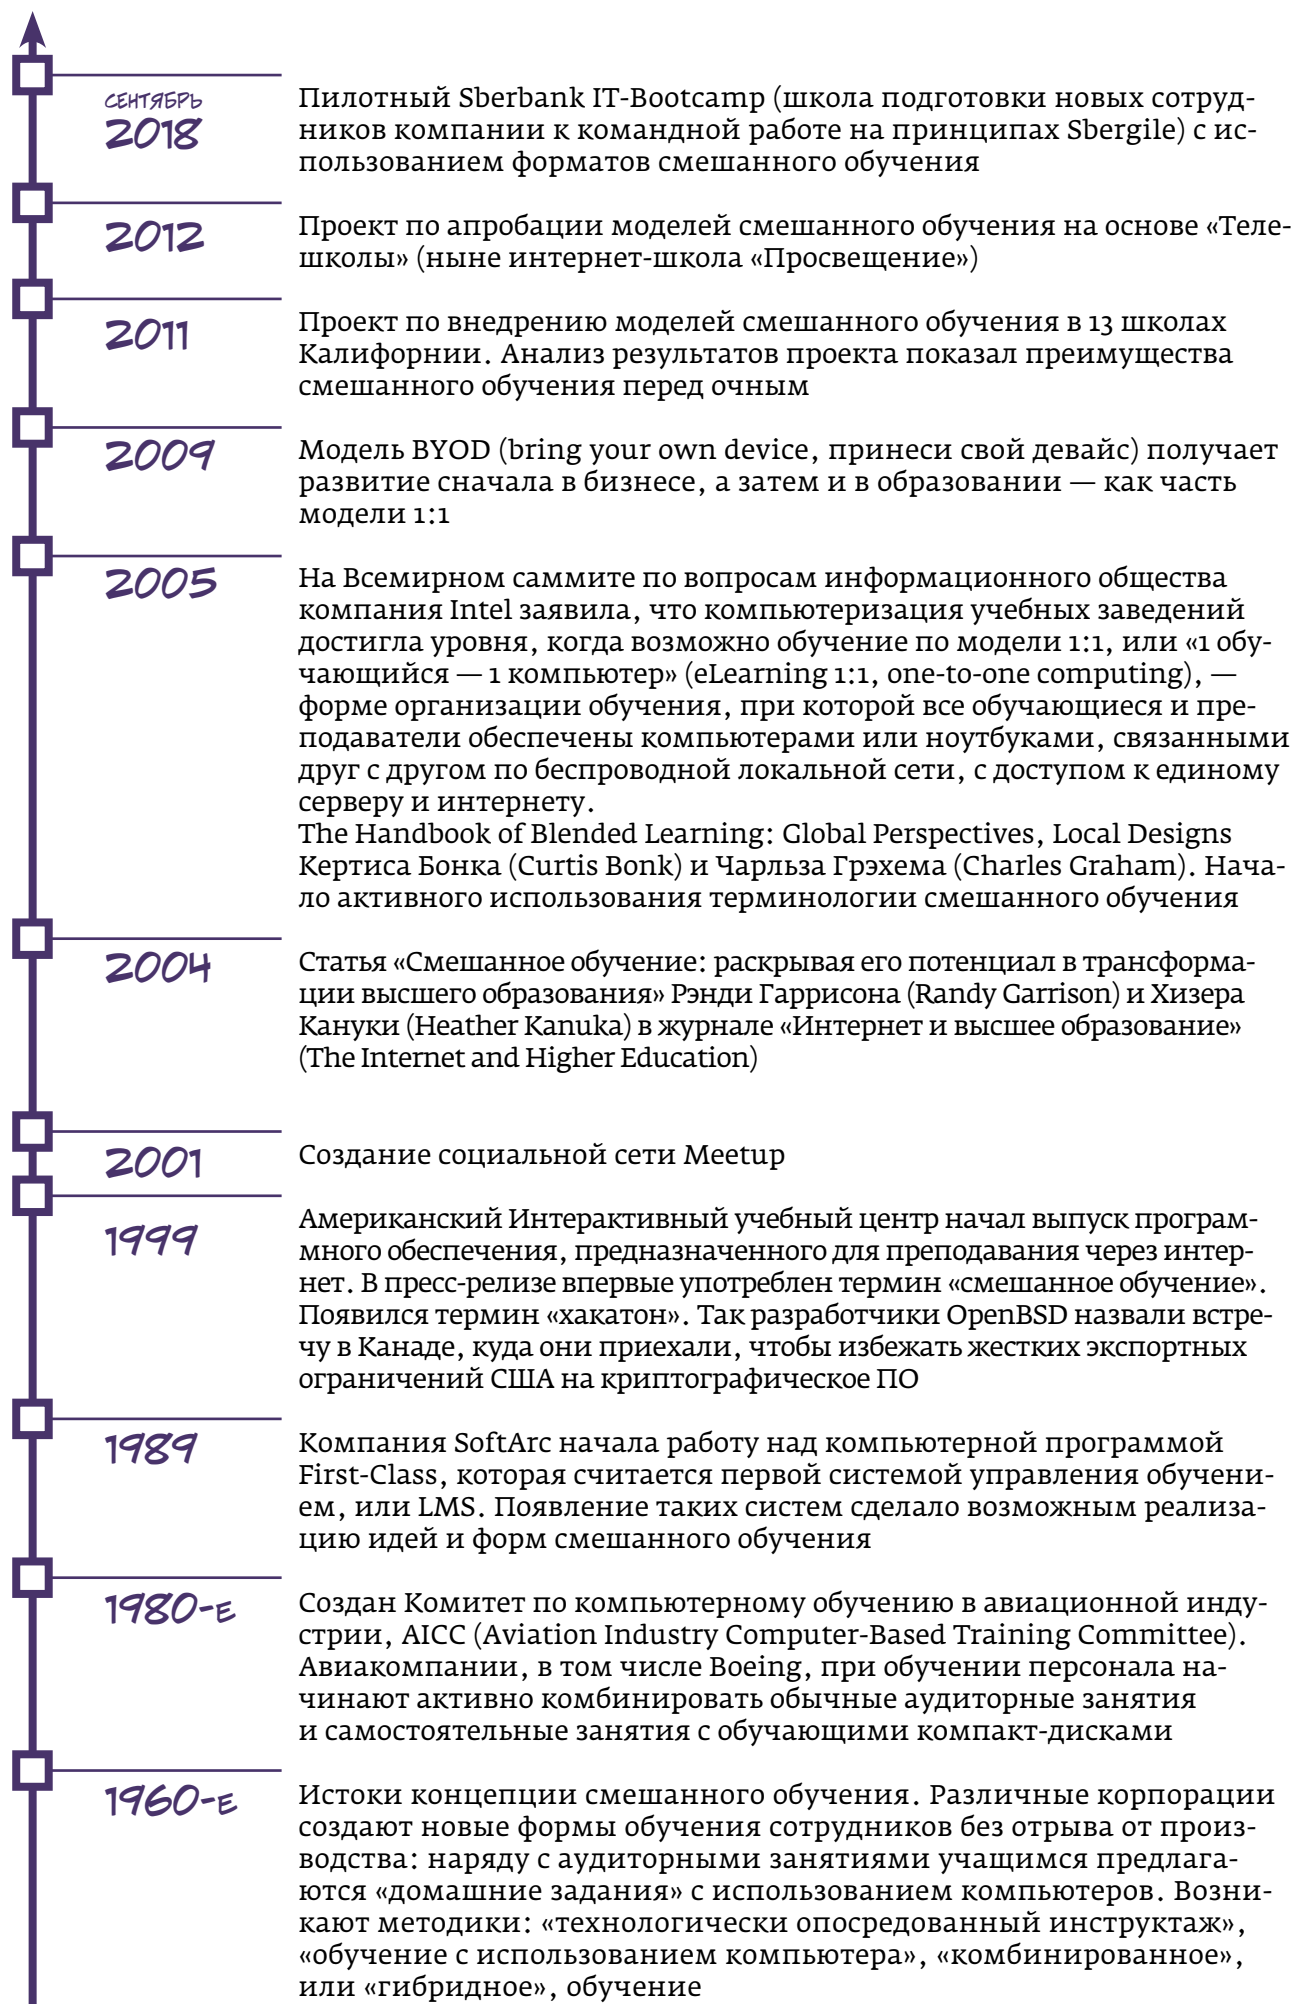 СЕНТЯБРЬ
2018
Пилотный Sberbank IT-Bootcamp (школа подготовки новых сотруд-
ников компании к командной работе на принципах Sbergile) с ис-
пользованием форматов смешанного обучения
2012
Проект по апробации моделей смешанного обучения на основе «Теле-
школы» (ныне интернет-школа «Просвещение»)
2011
Проект по внедрению моделей смешанного обучения в 13 школах
Калифорнии. Анализ результатов проекта показал преимущества
смешанного обучения перед очным
2009
Модель BYOD (bring your own device, принеси свой девайс) получает
развитие сначала в бизнесе, а затем и в образовании — как часть
модели 1:1
2005
На Всемирном саммите по вопросам информационного общества
компания Intel заявила, что компьютеризация учебных заведений
достигла уровня, когда возможно обучение по модели 1:1, или «1 обу-
чающийся — 1 компьютер» (eLearning 1:1, one-to-one computing), —
форме организации обучения, при которой все обучающиеся и пре-
подаватели обеспечены компьютерами или ноутбуками, связанными
друг с другом по беспроводной локальной сети, с доступом к единому
серверу и интернету.
The Handbook of Blended Learning: Global Perspectives, Local Designs
Кертиса Бонка (Curtis Bonk) и Чарльза Грэхема (Charles Graham). Нача-
ло активного использования терминологии смешанного обучения
2004
Статья «Смешанное обучение: раскрывая его потенциал в трансформа-
ции высшего образования» Рэнди Гаррисона (Randy Garrison) и Хизера
Кануки (Heather Kanuka) в журнале «Интернет и высшее образование»
(The Internet and Higher Education)
2001
Создание социальной сети Meetup
1999
Американский Интерактивный учебный центр начал выпуск програм-
много обеспечения, предназначенного для преподавания через интер-
нет. В пресс-релизе впервые употреблен термин «смешанное обучение».
Появился термин «хакатон». Так разработчики OpenBSD назвали встре-
чу в Канаде, куда они приехали, чтобы избежать жестких экспортных
ограничений США на криптографическое ПО
1989
Компания SoftArc начала работу над компьютерной программой
First-Class, которая считается первой системой управления обучени-
ем, или LMS. Появление таких систем сделало возможным реализа-
цию идей и форм смешанного обучения
1980-Е
Создан Комитет по компьютерному обучению в авиационной инду-
стрии, AICC (Aviation Industry Computer-Based Training Committee).
Авиакомпании, в том числе Boeing, при обучении персонала на-
чинают активно комбинировать обычные аудиторные занятия
и самостоятельные занятия с обучающими компакт-дисками
1960-Е
Истоки концепции смешанного обучения. Различные корпорации
создают новые формы обучения сотрудников без отрыва от произ-
водства: наряду с аудиторными занятиями учащимся предлага-
ются «домашние задания» с использованием компьютеров. Возни-
кают методики: «технологически опосредованный инструктаж»,
«обучение с использованием компьютера», «комбинированное»,
или «гибридное», обучение